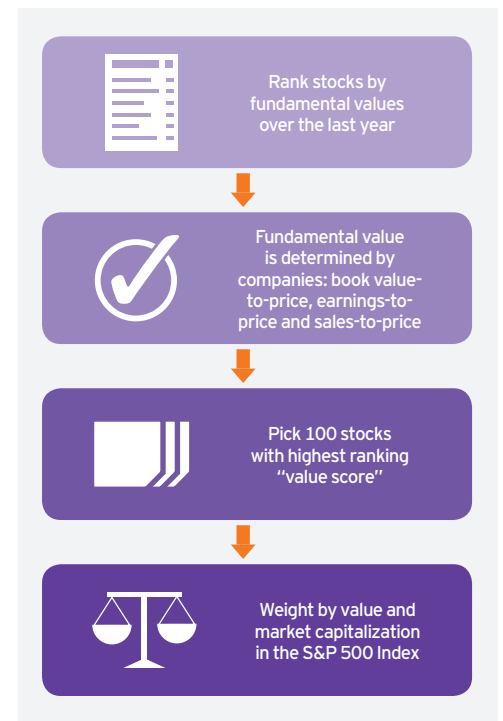 Rank stocks by
fundamental values
over the last year
Fundamental value
is determined by
companies: book value-
to-price, earnings-to-
price and sales-to-price
Pick 100 stocks
with highest ranking
“value score”
Weight by value and
market capitalization
in the S&P 500 Index